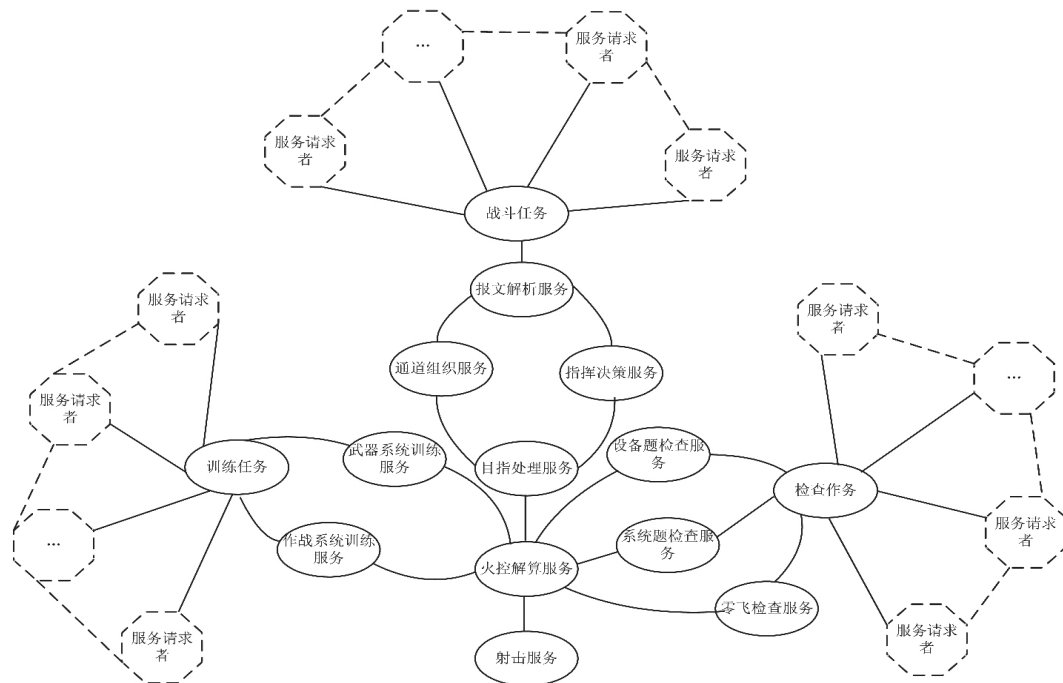 ...
服务请求
者
服务请求
者
服务请求
者
战斗任务
报文解析服务
通道组织服务
指挥决策服务
目指处理服务
服务请求
者
服务请求
者
训练任务
...
服务请求
者
武器系统训练
服务
作战系统训练
服务
设备题检查服
务
系统题检查服
务
零飞检查服务
火控解算服务
射击服务
检查作务
服务请求
者
...
服务请求
者
服务请求
者